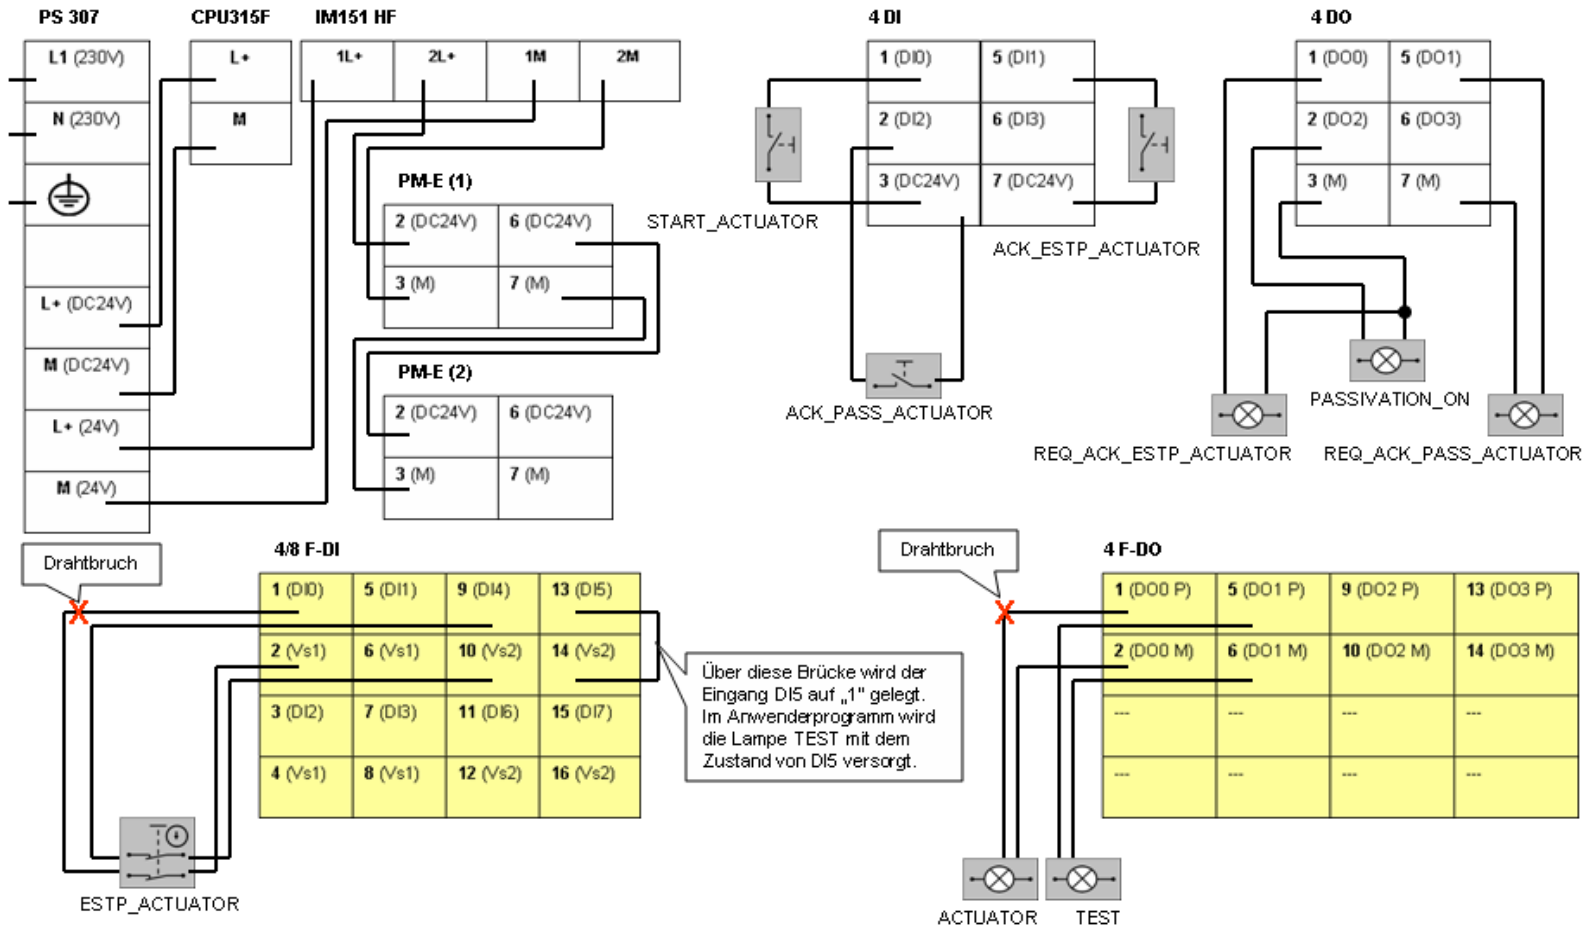 PS 307
CPU315F
IM151 HF
4 DI
4 DO
L1 (230V)
N (230V)
L+ (DC24V)
M (DC24V)
L+ (24V)
M (24V)
L+
M
1L+
2L+
1M
2M
PM-E (1)
2 (DC24V)
6 (DC24V)
3 (M)
7 (M)
PM-E (2)
2 (DC24V)
6 (DC24V)
3 (M)
7 (M)
1 (DI0)
5 (DI1)
2 (DI2)
6 (DI3)
3 (DC24V)
7 (DC24V)
START_ACTUATOR
ACK_ESTP_ACTUATOR
ACK_PASS_ACTUATOR
1 (DO0)
5 (DO1)
2 (DO2)
6 (DO3)
3 (M)
7 (M)
PASSIVATION_ON
REQ_ACK_ESTP_ACTUATOR
REQ_ACK_PASS_ACTUATOR
Drahtbruch
4/8 F-DI
1 (DI0)
5 (DI1)
9 (DI4)
13 (DI5)
2 (Vs1)
6 (Vs1)
10 (Vs2)
14 (Vs2)
3 (DI2)
7 (DI3)
11 (DI6)
15 (DI7)
4 (Vs1)
8 (Vs1)
12 (Vs2)
16 (Vs2)
ESTP_ACTUATOR
Über diese Brücke wird der
Eingang DI5 auf „1" gelegt.
Im Anwenderprogramm wird
die Lampe TEST mit dem
Zustand von DI5 versorgt.
Drahtbruch
4 F-DO
1 (DO0 P)
5 (DO1 P)
9 (DO2 P)
13 (DO3 P)
2 (DO0 M)
6 (DO1 M)
10 (DO2 M)
14 (DO3 M)
---
---
---
---
---
---
---
---
ACTUATOR
TEST